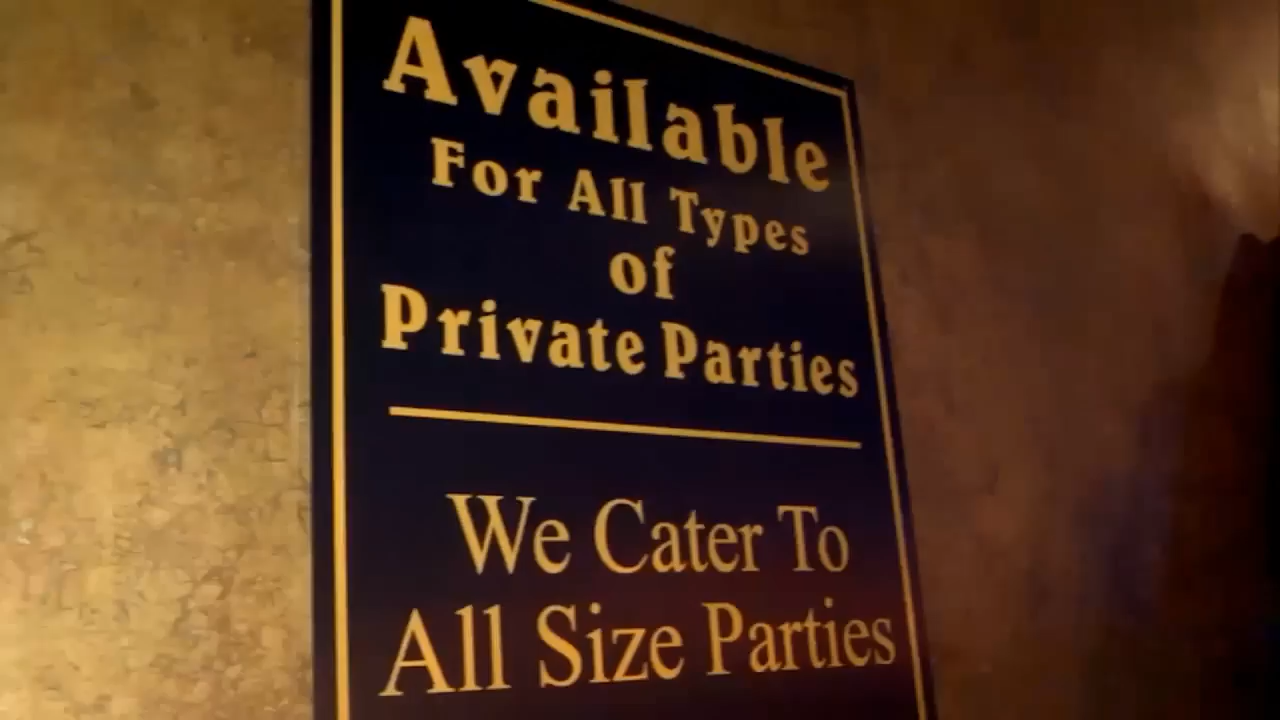 Available
For All Types
of
Private Parties
We Cater To
All Size Parties